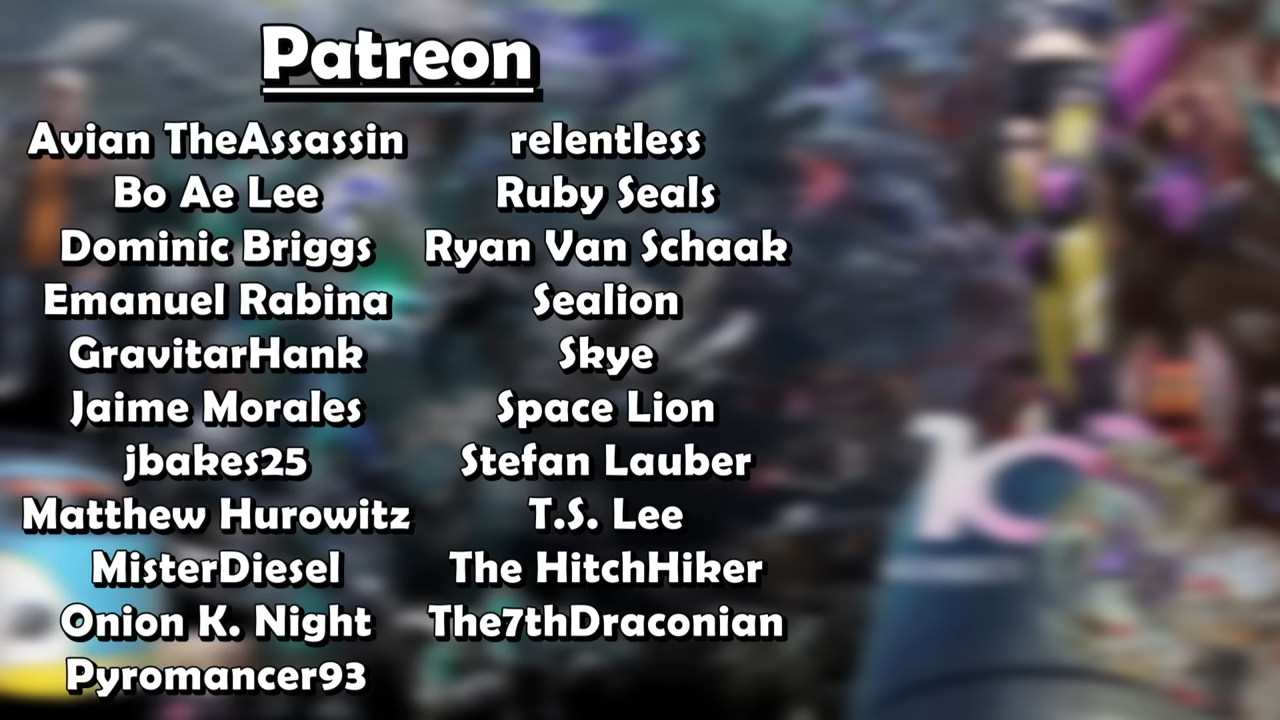 Patreon
Avian TheAssassin
Bo Ae Lee
Dominic Briggs
Emanuel Rabina
GravitarHank
Jaime Morales
jbakes25
Matthew Hurowitz
MisterDiesel
Onion K. Night
Pyromancer93
relentless
Ruby Seals
Ryan Van Schaak
Sealion
Skye
Space Lion
Stefan Lauber
T.S. Lee
The HitchHiker
The7thDraconian